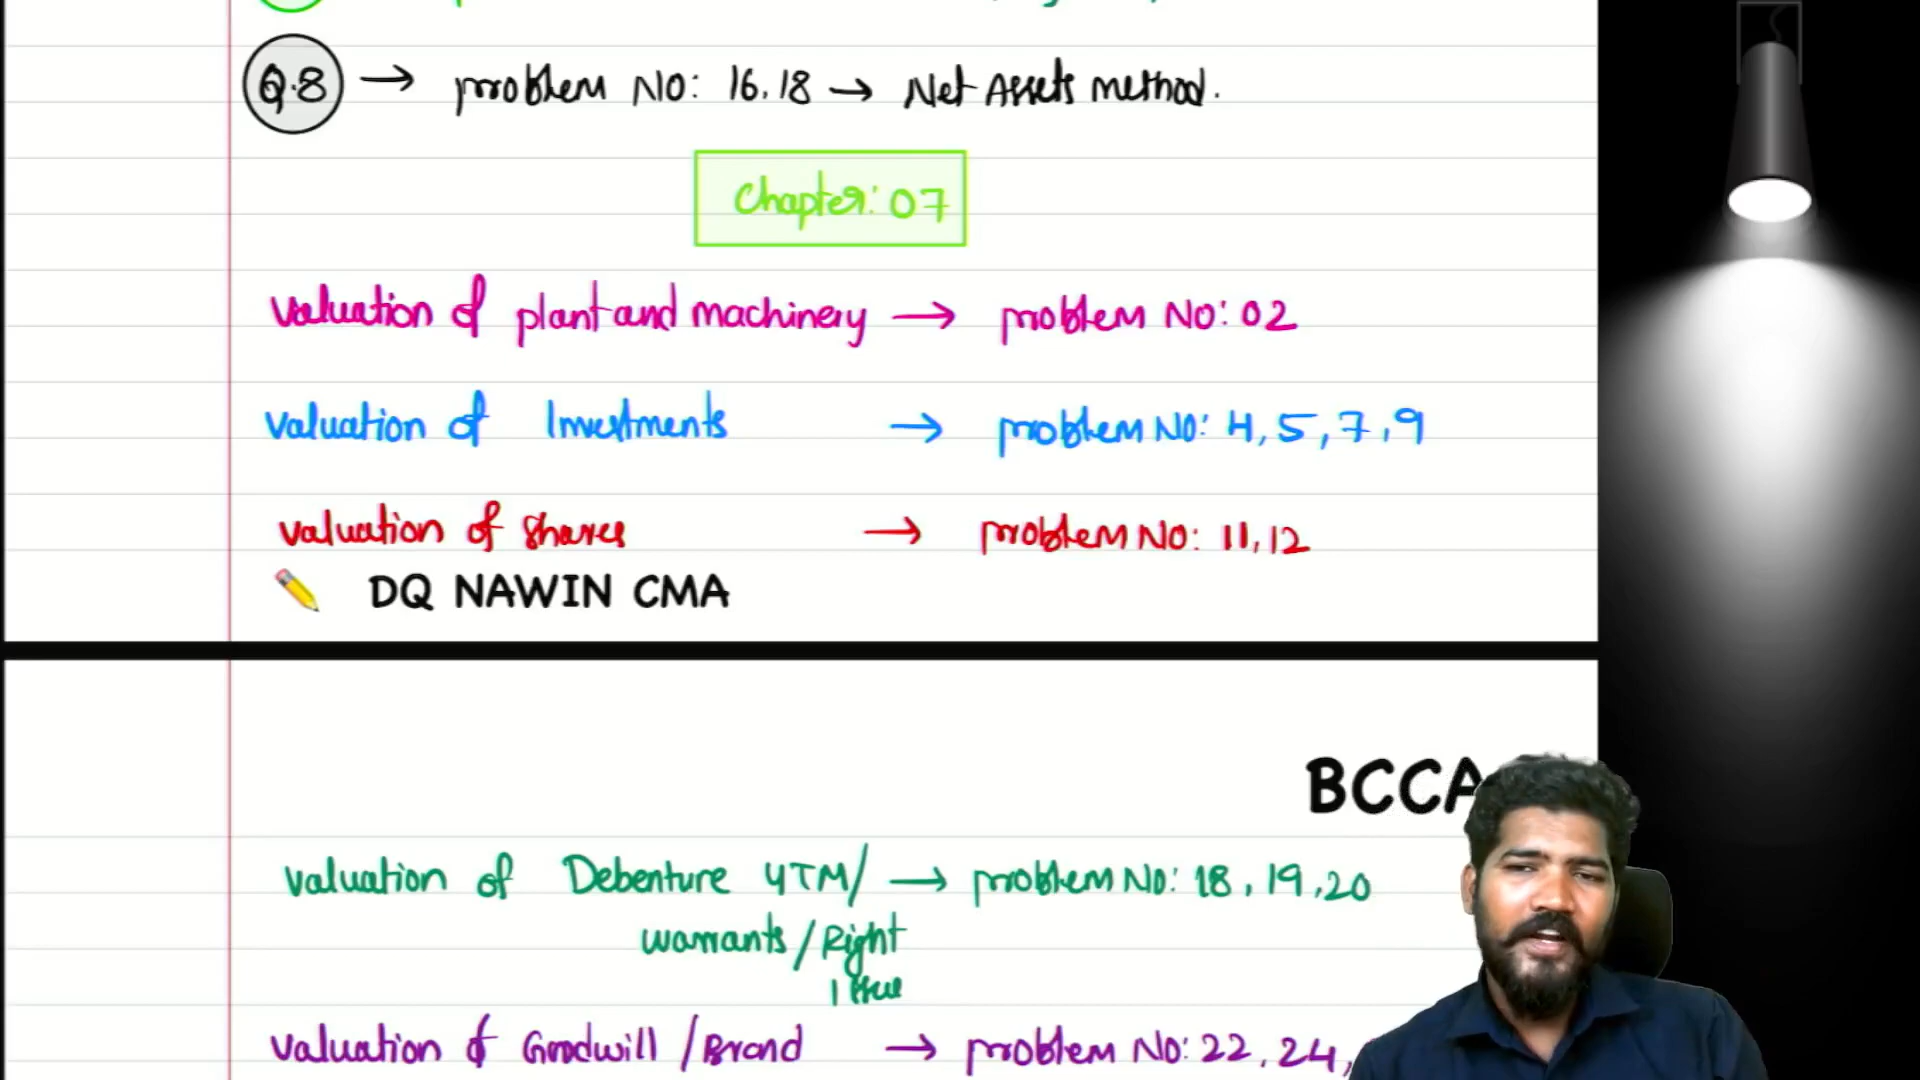 Q.8 → problem NO: 16,18 → Net Assets method.
Chapter: 07
Valuation of plant and machinery → problem NO: 02
Valuation of Investments → problem NO: 4, 5, 7, 9
Valuation of shares → problem NO: 11, 12
DQ NAWIN CMA
BCCA
Valuation of Debenture YTM/ → problem NO: 18, 19, 20
warrants / Right
Issue
Valuation of Goodwill / Brand → problem NO: 22, 24,